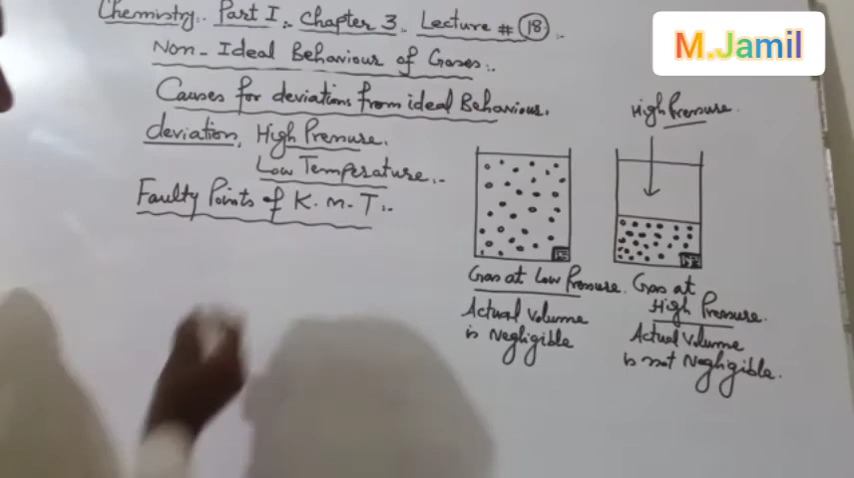 Chemistry. Part I. Chapter 3. Lecture # 18.
Non-Ideal Behaviour of Gases.
Causes for deviations from ideal Behaviour.
deviation, High Pressure.
Low Temperature.
Faulty Points of K.M.T.
M.Jamil
High Pressure.
Gas at Low Pressure.
Actual Volume
is Negligible
Gas at
High Pressure.
Actual Volume
is not Negligible.